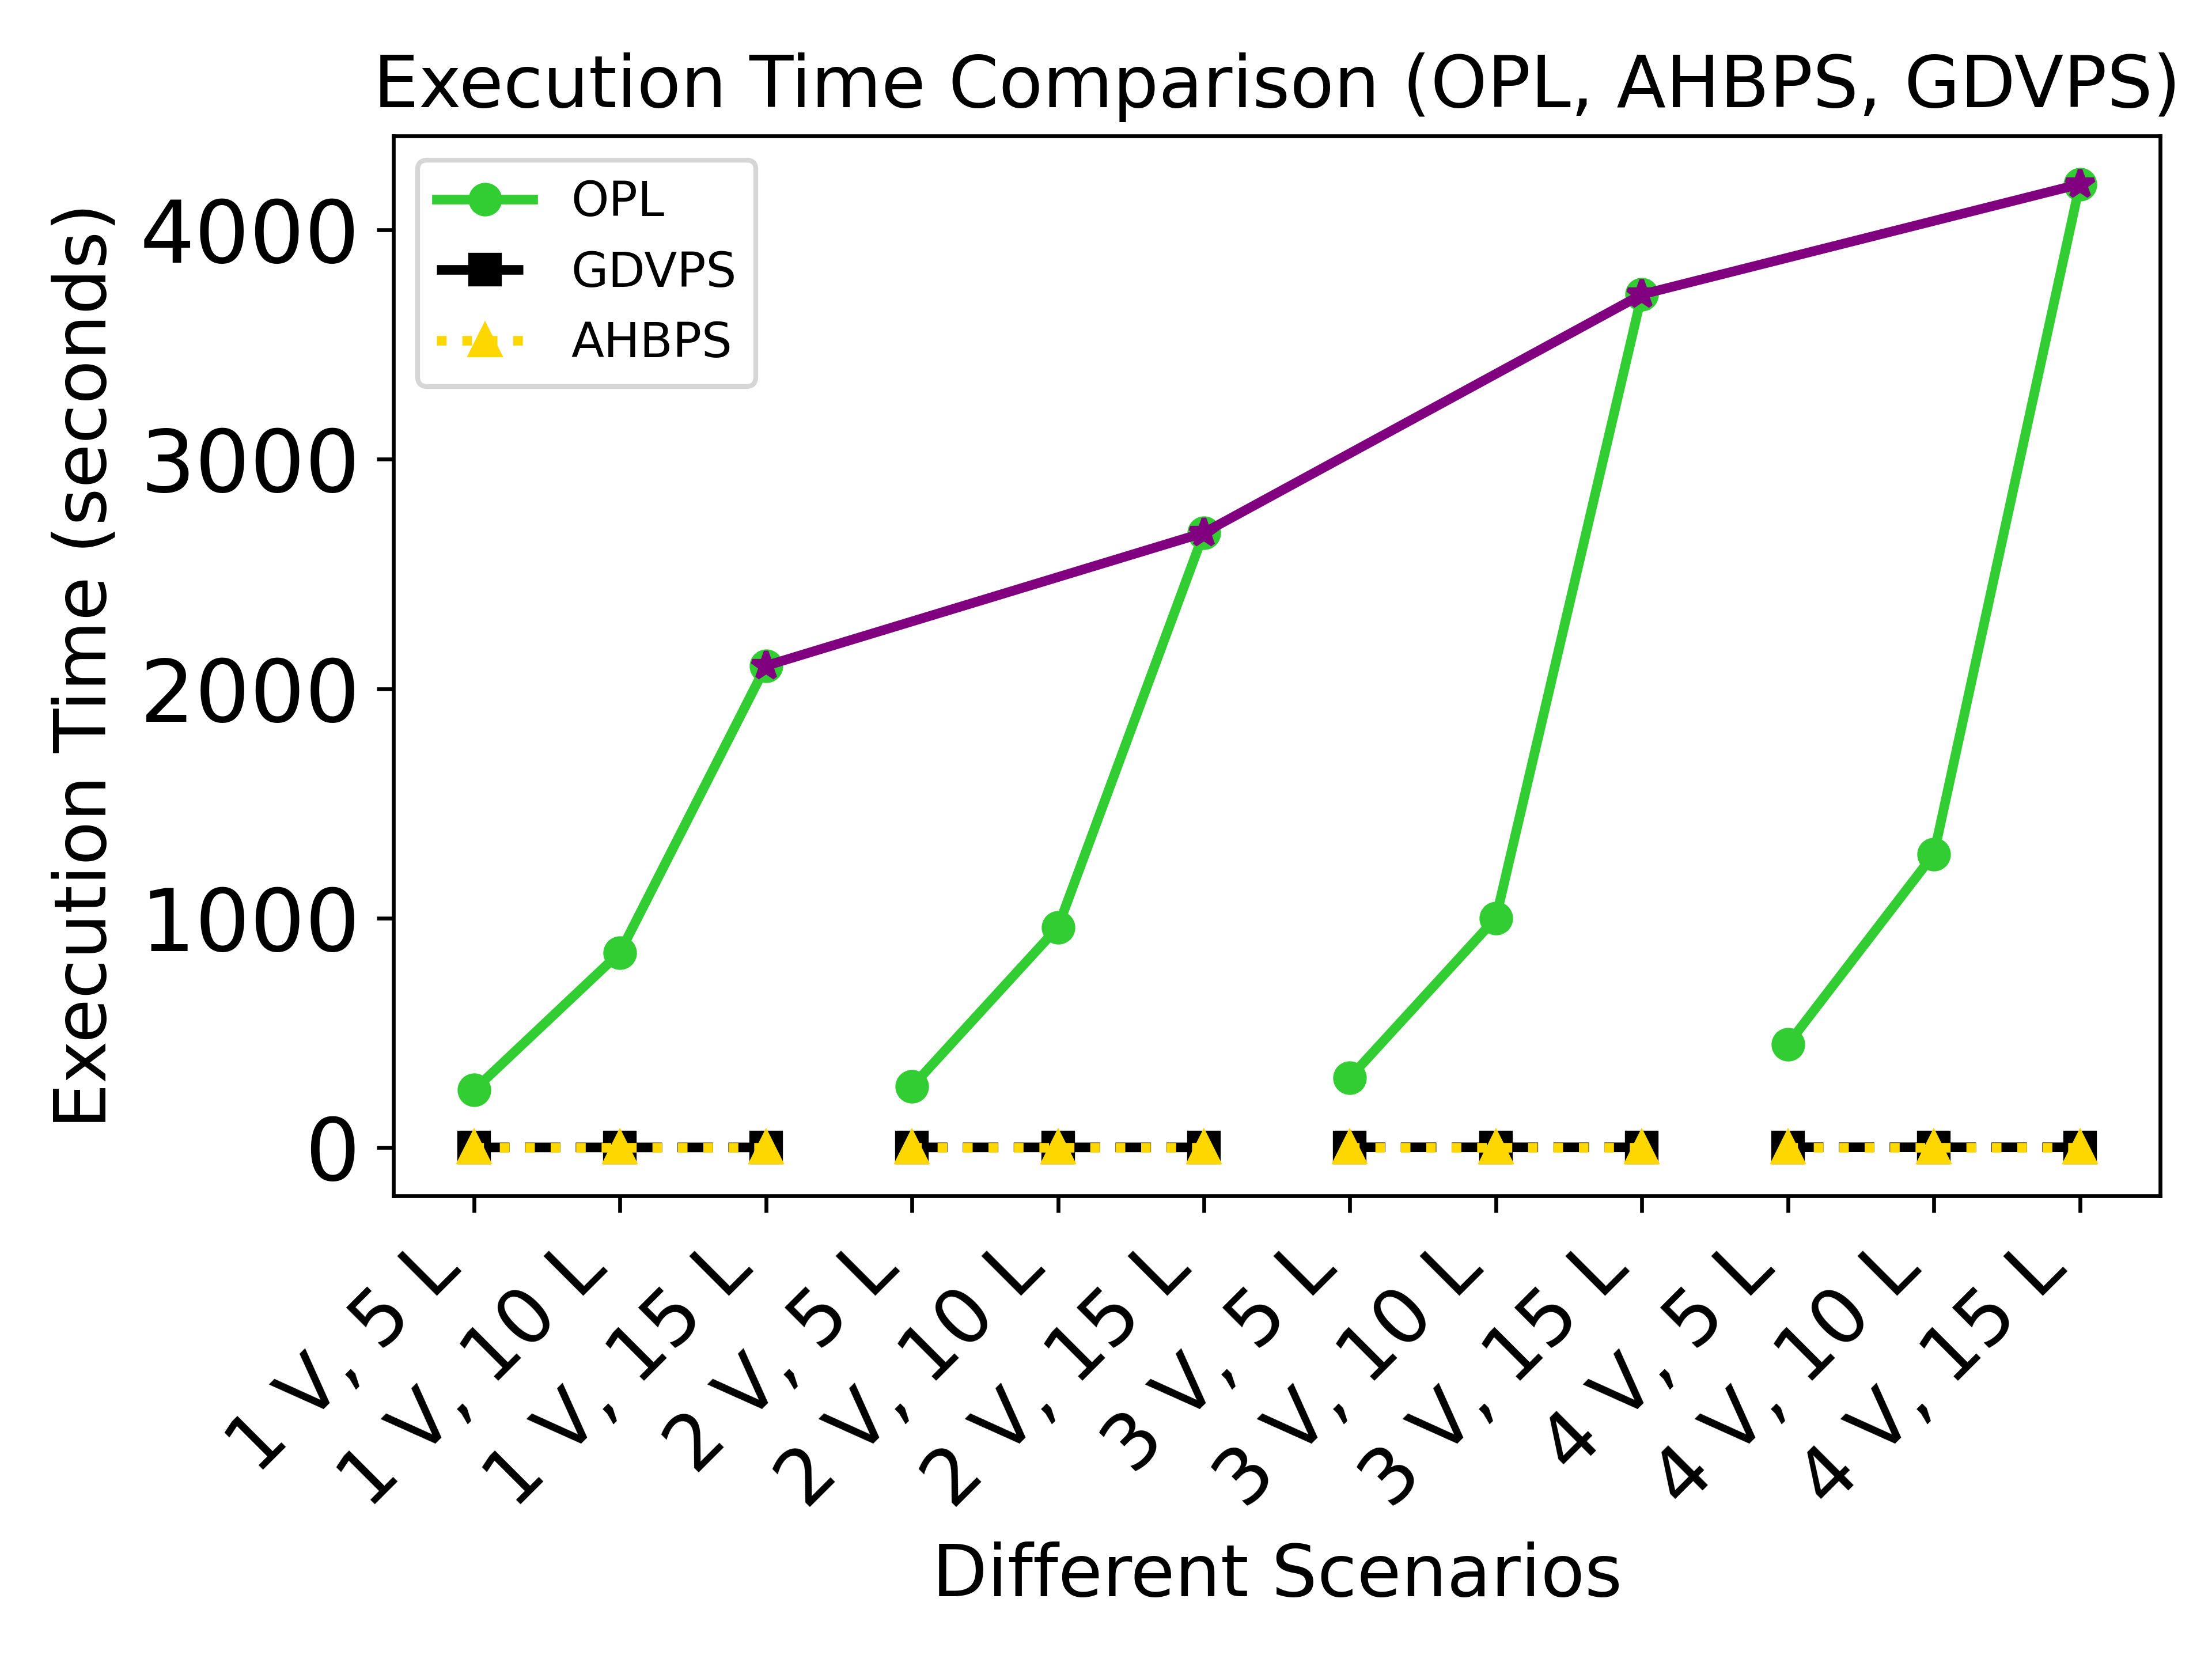 Execution Time Comparison (OPL, AHBPS, GDVPS)
OPL
GDVPS
AHBPS
Execution Time (seconds)
4000
3000
2000
1000
0
1 V, 5 L
1 V, 10 L
1 V, 15 L
2 V, 5 L
2 V, 10 L
2 V, 15 L
3 V, 5 L
3 V, 10 L
3 V, 15 L
4 V, 5 L
4 V, 10 L
4 V, 15 L
Different Scenarios